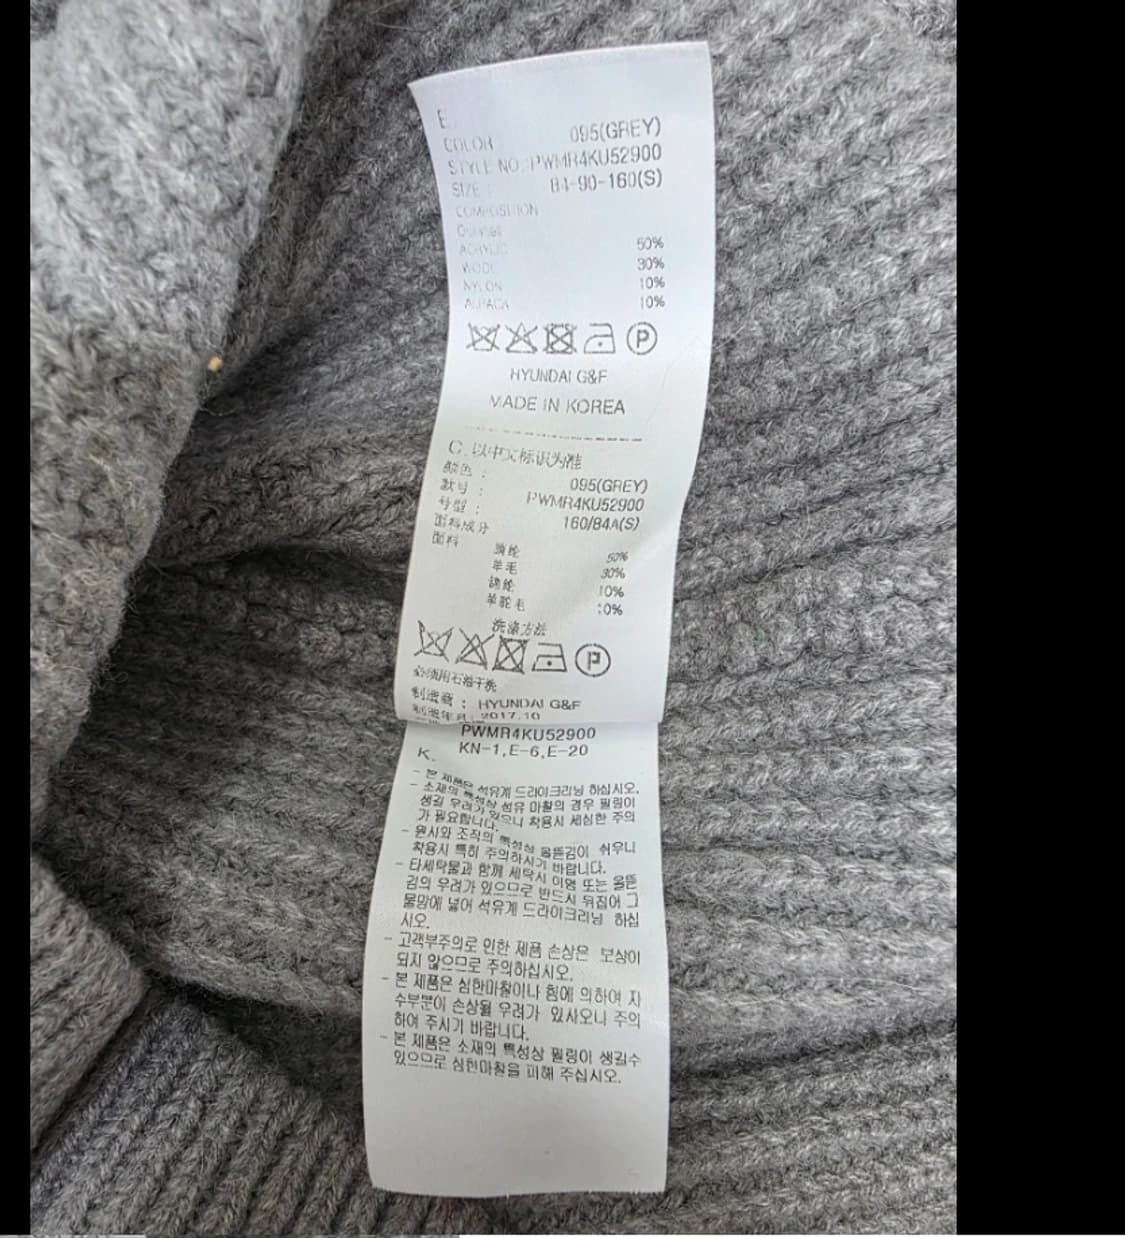 E.
COLOR : 095(GREY)
STYLE NO. : PWMR4KU52900
SIZE : 84-90-160(S)
COMPOSITION
ACRYLIC 50%
WOOL 30%
NYLON 10%
ALPACA 10%
P
HYUNDAI G&F
MADE IN KOREA
C. 以中文标识为准
颜色 : 095(GREY)
款号 : PWMR4KU52900
号型 : 160/84A(S)
面料成分
面料
腈纶 50%
羊毛 30%
锦纶 10%
羊驼毛 10%
洗涤方法
P
必须用石油干洗
制造商 : HYUNDAI G&F
制造年月 : 2017.10
PWMR4KU52900
KN-1,E-6,E-20
K.
- 본 제품은 석유계 드라이크리닝 하십시오.
- 소재의 특성상 섬유 마찰의 경우 필링이
생길 우려가 있으니 착용시 세심한 주의
가 필요합니다.
- 원사와 조직의 특성상 올뜯김이 쉬우니
착용시 특히 주의하시기 바랍니다.
- 타세탁물과 함께 세탁시 이염 또는 올뜯
김의 우려가 있으므로 반드시 뒤집어 그
물망에 넣어 석유계 드라이크리닝 하십
시오.
- 고객부주의로 인한 제품 손상은 보상이
되지 않으므로 주의하십시오.
- 본 제품은 심한마찰이나 힘에 의하여 자
수부분이 손상될 우려가 있사오니 주의
하여 주시기 바랍니다.
- 본 제품은 소재의 특성상 필링이 생길수
있으므로 심한마찰을 피해 주십시오.